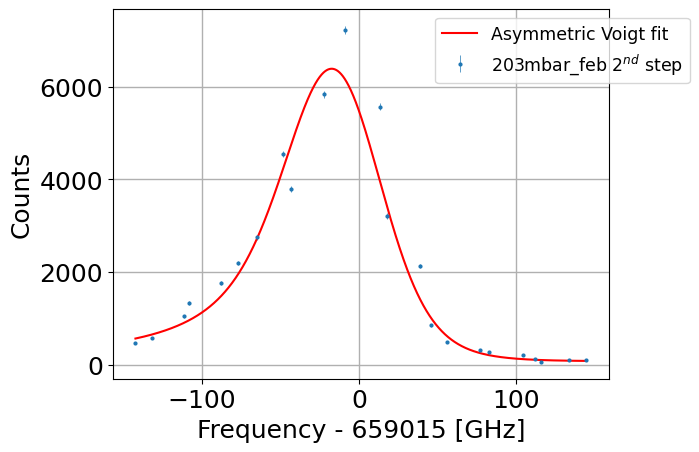 Asymmetric Voigt fit
203mbar_feb 2nd step
6000
4000
2000
0
Counts
−100 0 100
Frequency - 659015 [GHz]